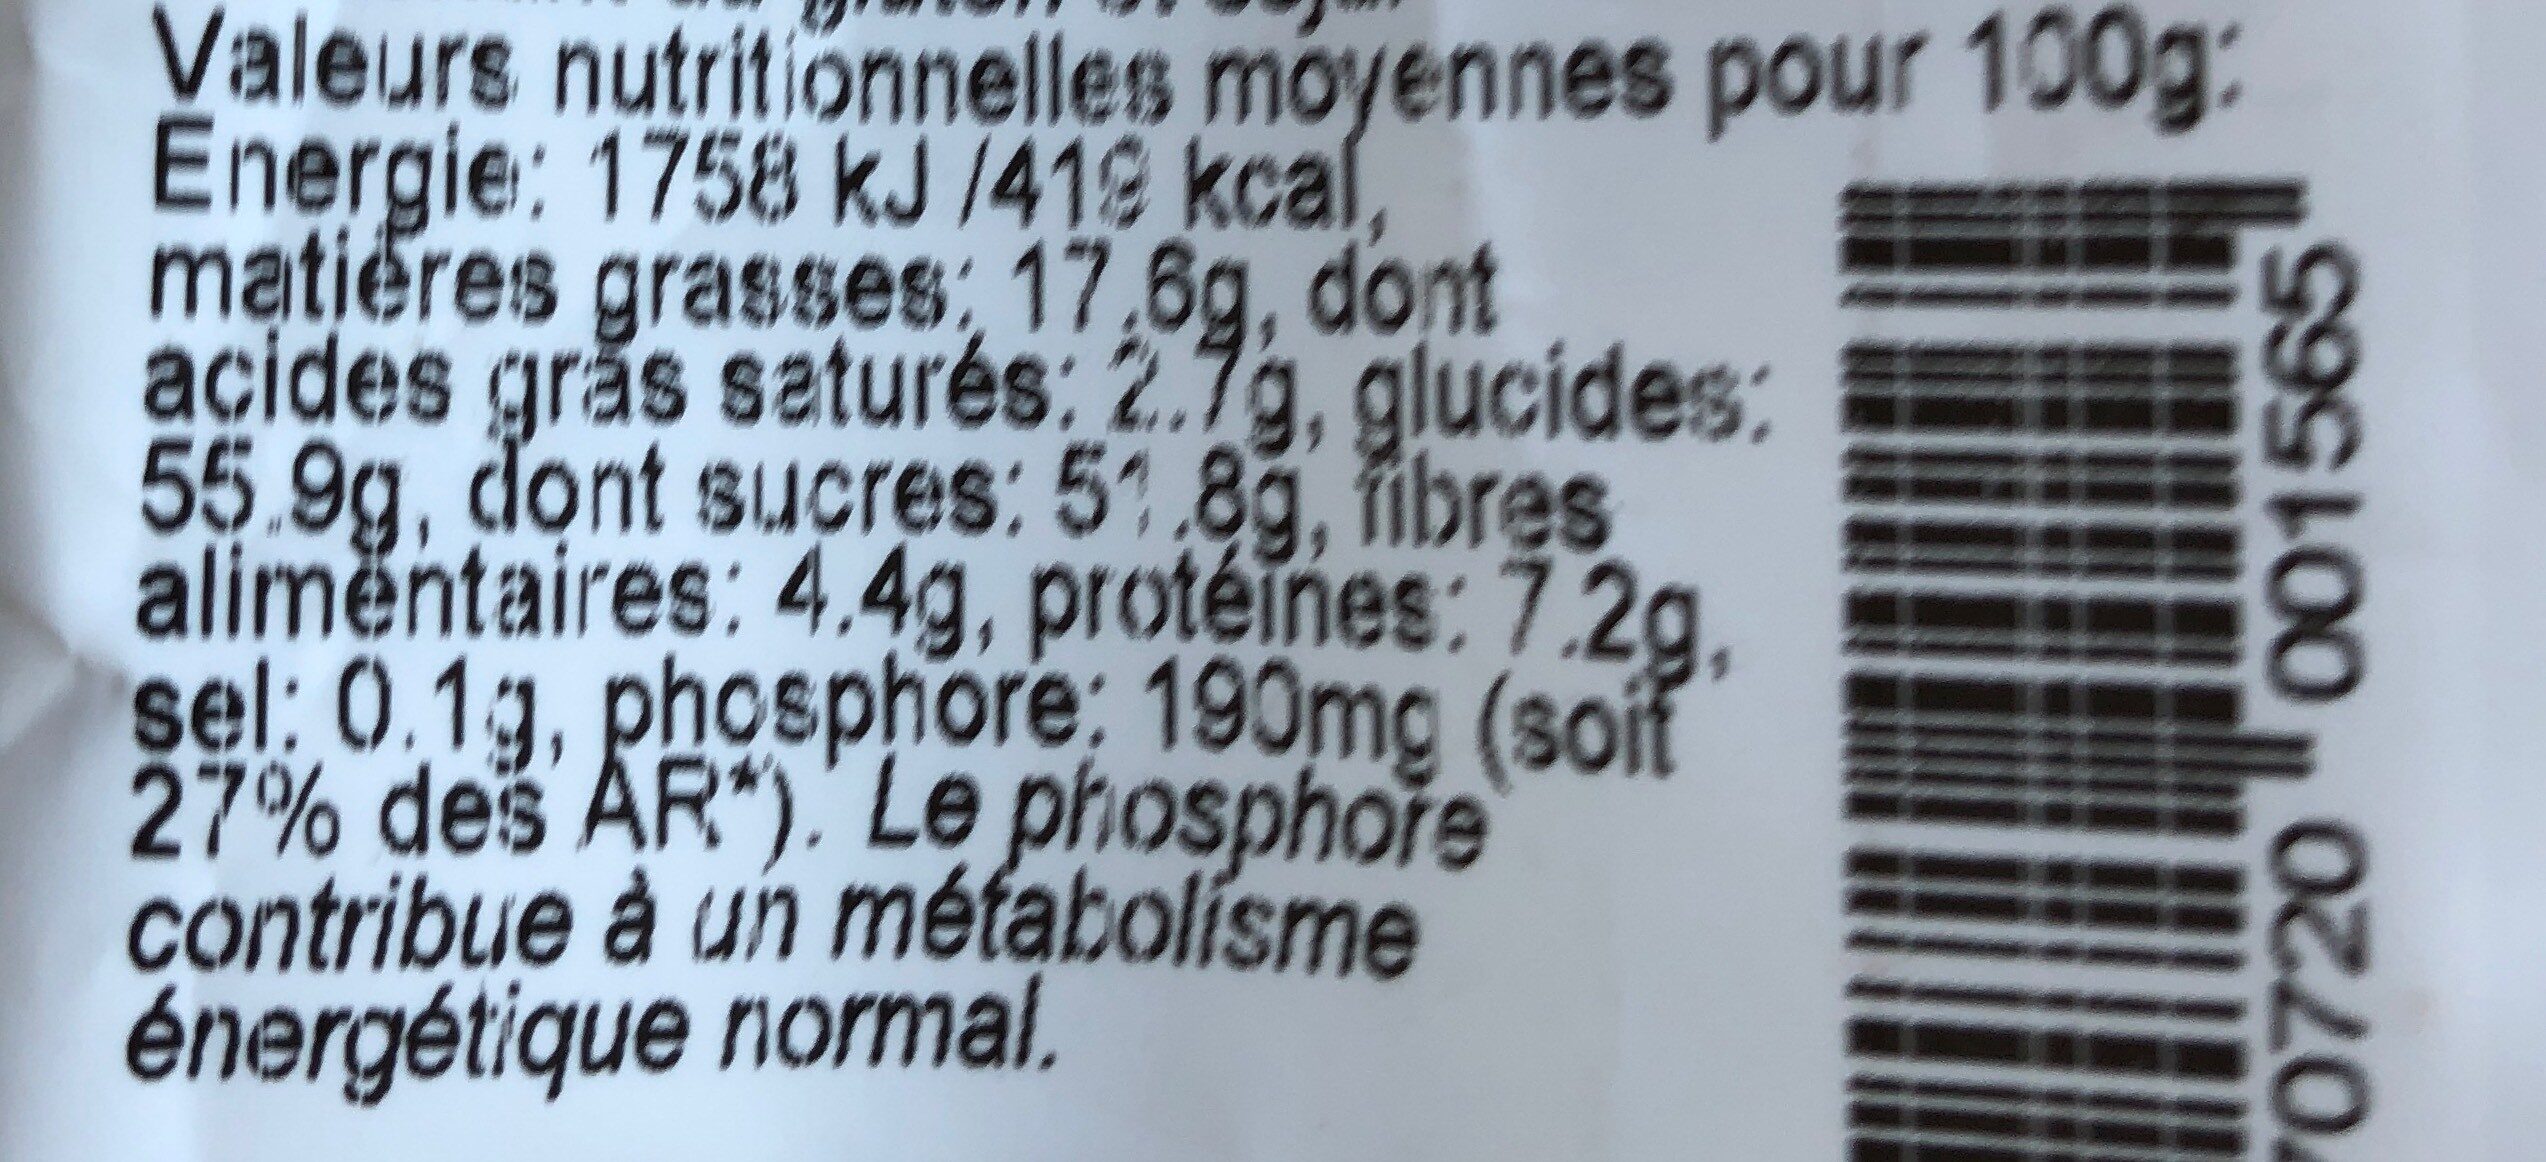 Valeurs nutritionnelles moyennes pour 100g:
Energie: 1758 kJ /419 kcal,
matières grasses: 17.6g, dont
acides gras saturés: 2.7g, glucides:
55.9g, dont sucres: 51.8g, fibres
alimentaires: 4.4g, protéines: 7.2g,
sel: 0.1g, phosphore: 190mg (soit
27% des AR*). Le phosphore
contribue à un métabolisme
énergétique normal.
0720 001565